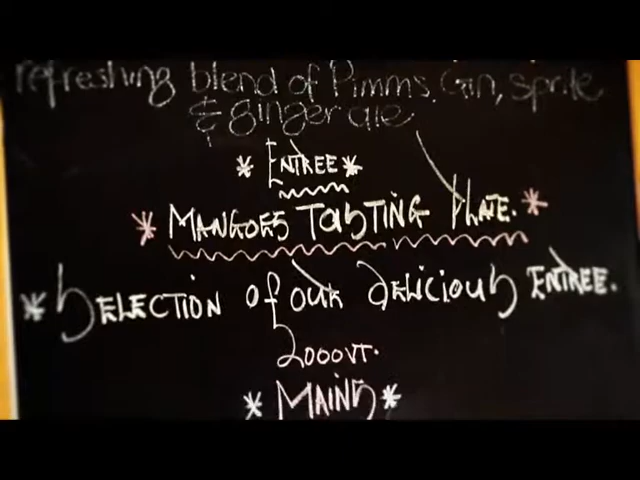 refreshing blend of Pimms. Gin, Sprite
& ginger ale
* ENTREE *
* MANGOES TASTING PLATE. *
* SELECTION of OUR DELICIOUS ENTREE.
2000VT.
* MAINS *